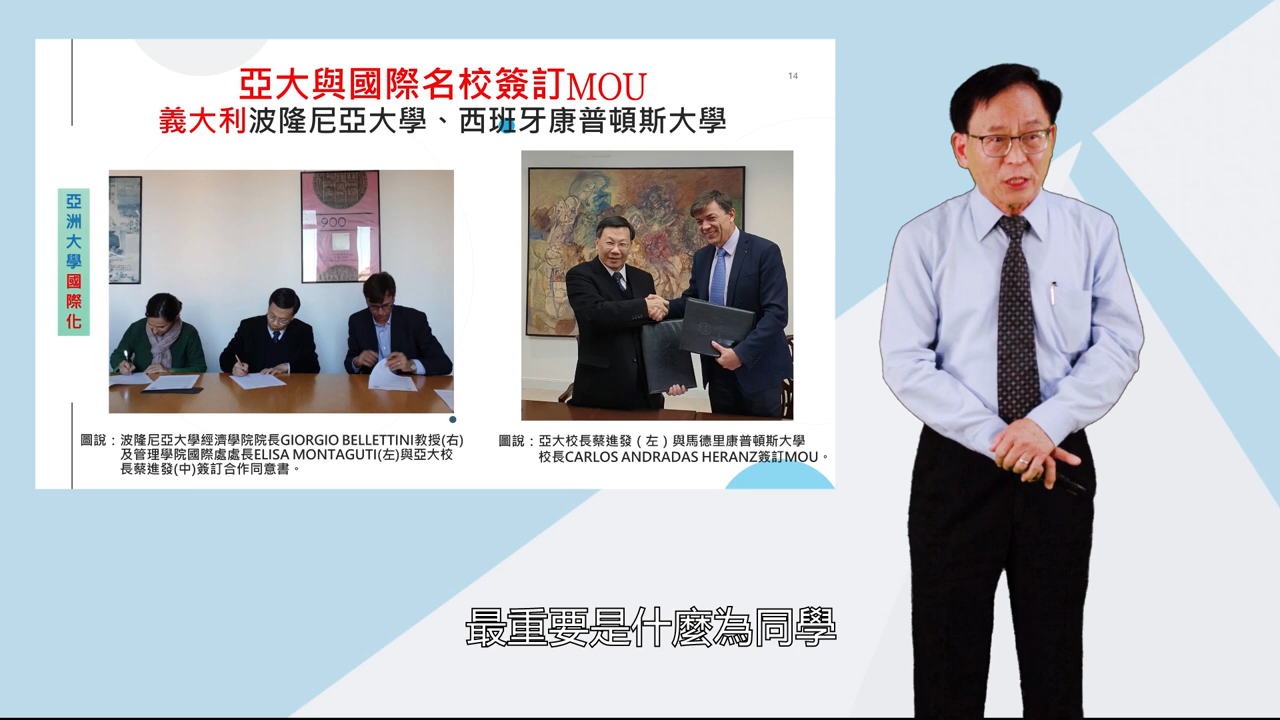 亞大與國際名校簽訂MOU
14
義大利波隆尼亞大學、西班牙康普頓斯大學
亞洲大學國際化
900
圖說：波隆尼亞大學經濟學院院長GIORGIO BELLETTINI教授(右)
及管理學院國際處處長ELISA MONTAGUTI(左)與亞大校
長蔡進發(中)簽訂合作同意書。
圖說：亞大校長蔡進發（左）與馬德里康普頓斯大學
校長CARLOS ANDRADAS HERANZ簽訂MOU。
最重要是什麼為同學